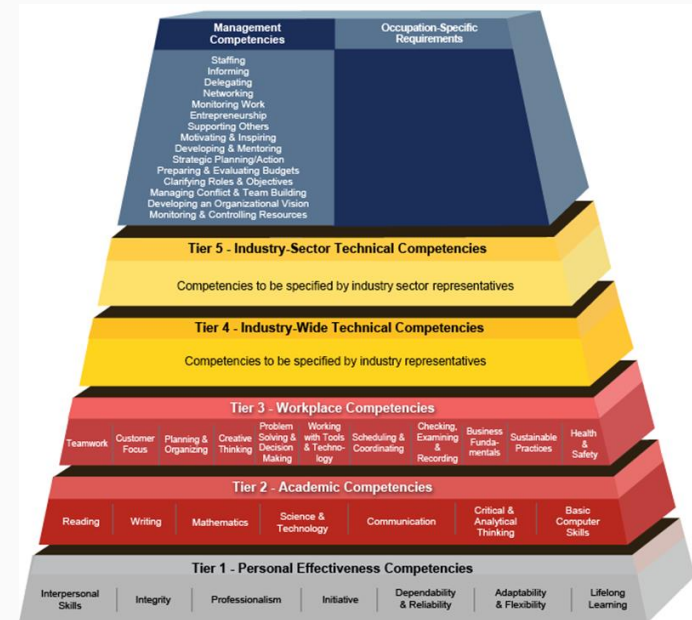 Management
Competencies
Occupation-Specific
Requirements
Staffing
Informing
Delegating
Networking
Monitoring Work
Entrepreneurship
Supporting Others
Motivating & Inspiring
Developing & Mentoring
Strategic Planning/Action
Preparing & Evaluating Budgets
Clarifying Roles & Objectives
Managing Conflict & Team Building
Developing an Organizational Vision
Monitoring & Controlling Resources
Tier 5 - Industry-Sector Technical Competencies
Competencies to be specified by industry sector representatives
Tier 4 - Industry-Wide Technical Competencies
Competencies to be specified by industry representatives
Tier 3 - Workplace Competencies
Teamwork
Customer
Focus
Planning &
Organizing
Creative
Thinking
Problem
Solving &
Decision
Making
Working
with Tools
& Techno-
logy
Scheduling &
Coordinating
Checking,
Examining
&
Recording
Business
Funda-
mentals
Sustainable
Practices
Health
&
Safety
Tier 2 - Academic Competencies
Reading
Writing
Mathematics
Science &
Technology
Communication
Critical &
Analytical
Thinking
Basic
Computer
Skills
Tier 1 - Personal Effectiveness Competencies
Interpersonal
Skills
Integrity
Professionalism
Initiative
Dependability
& Reliability
Adaptability
& Flexibility
Lifelong
Learning